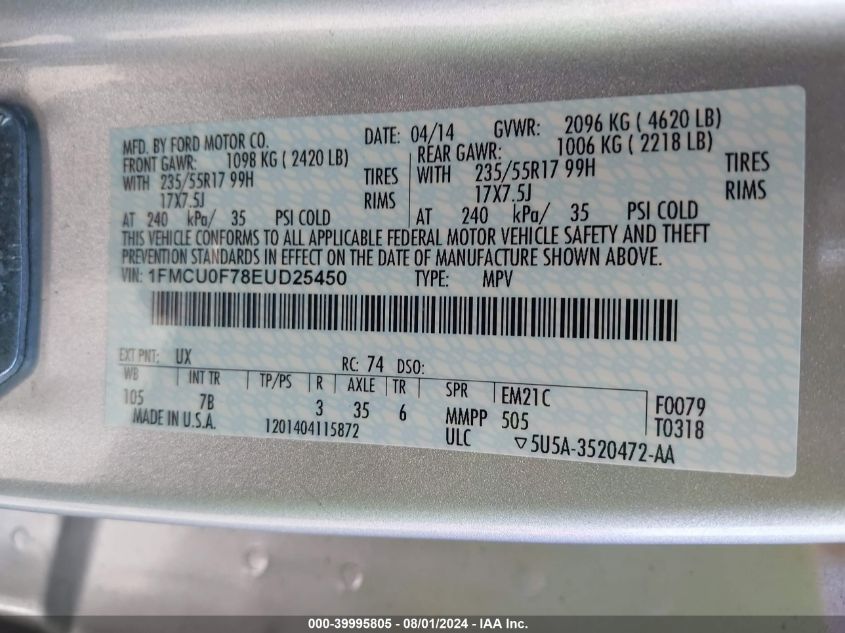 MFD. BY FORD MOTOR CO. DATE: 04/14 GVWR: 2096 KG ( 4620 LB)
FRONT GAWR: 1098 KG ( 2420 LB) REAR GAWR: 1006 KG ( 2218 LB)
WITH 235/55R17 99H TIRES WITH 235/55R17 99H TIRES
17X7.5J RIMS 17X7.5J RIMS
AT 240 kPa/ 35 PSI COLD AT 240 kPa/ 35 PSI COLD
THIS VEHICLE CONFORMS TO ALL APPLICABLE FEDERAL MOTOR VEHICLE SAFETY AND THEFT
PREVENTION STANDARDS IN EFFECT ON THE DATE OF MANUFACTURE SHOWN ABOVE.
VIN: 1FMCU0F78EUD25450 TYPE: MPV
EXT PNT: UX RC: 74 DSO:
WB INT TR TP/PS R AXLE TR SPR EM21C F0079
105 7B 3 35 6 MMPP 505 T0318
MADE IN U.S.A. 1201404115872 ULC ▽5U5A-3520472-AA
000-39995805 - 08/01/2024 - IAA, Inc.